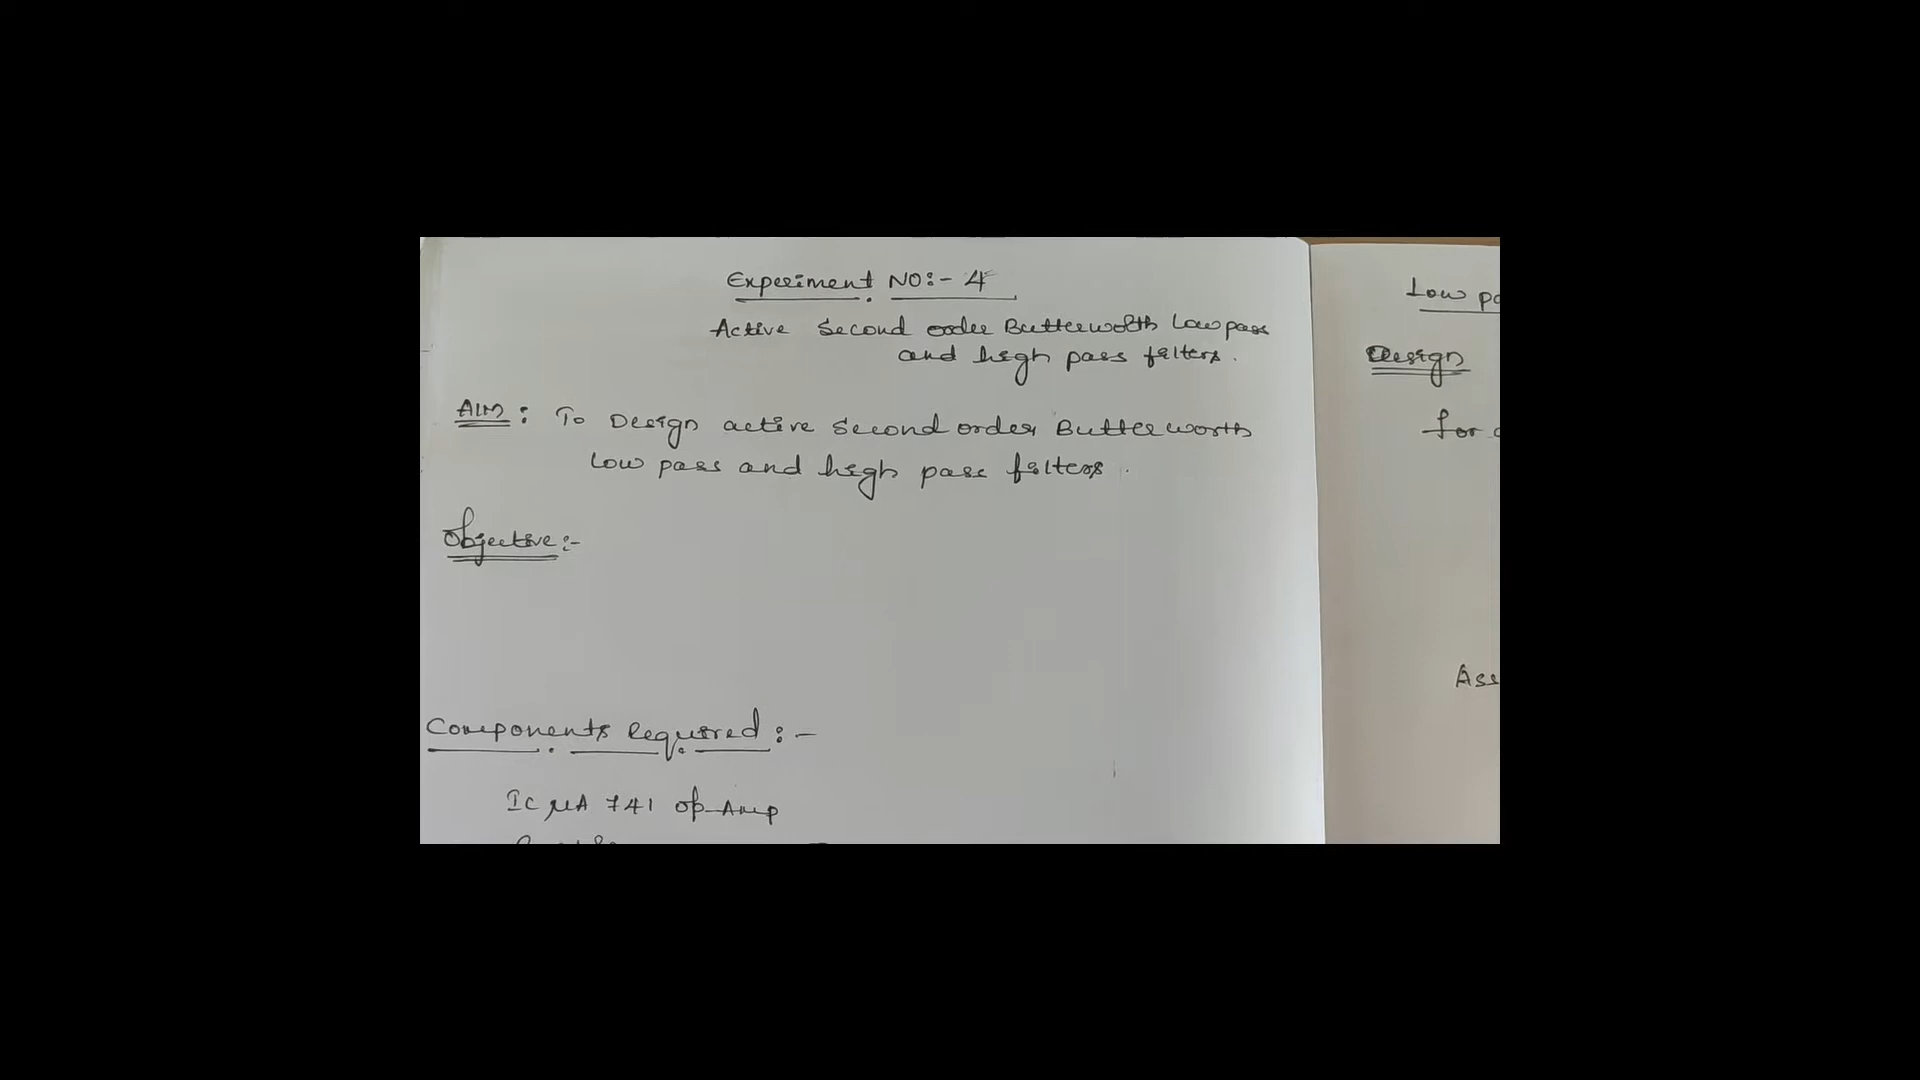 Experiment NO:- 4
Active Second order Butterworth Low pass
and high pass filters.
AIM: To Design active Second order Butterworth
Low pass and high pass filters.
Objective:-
Components Required:-
IC µA 741 op-Amp
Low
Design
for